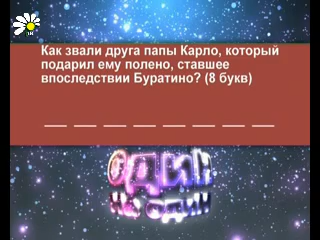 Как звали друга папы Карло, который
подарил ему полено, ставшее
впоследствии Буратино? (8 букв)
ОДИН
НА ОДИН